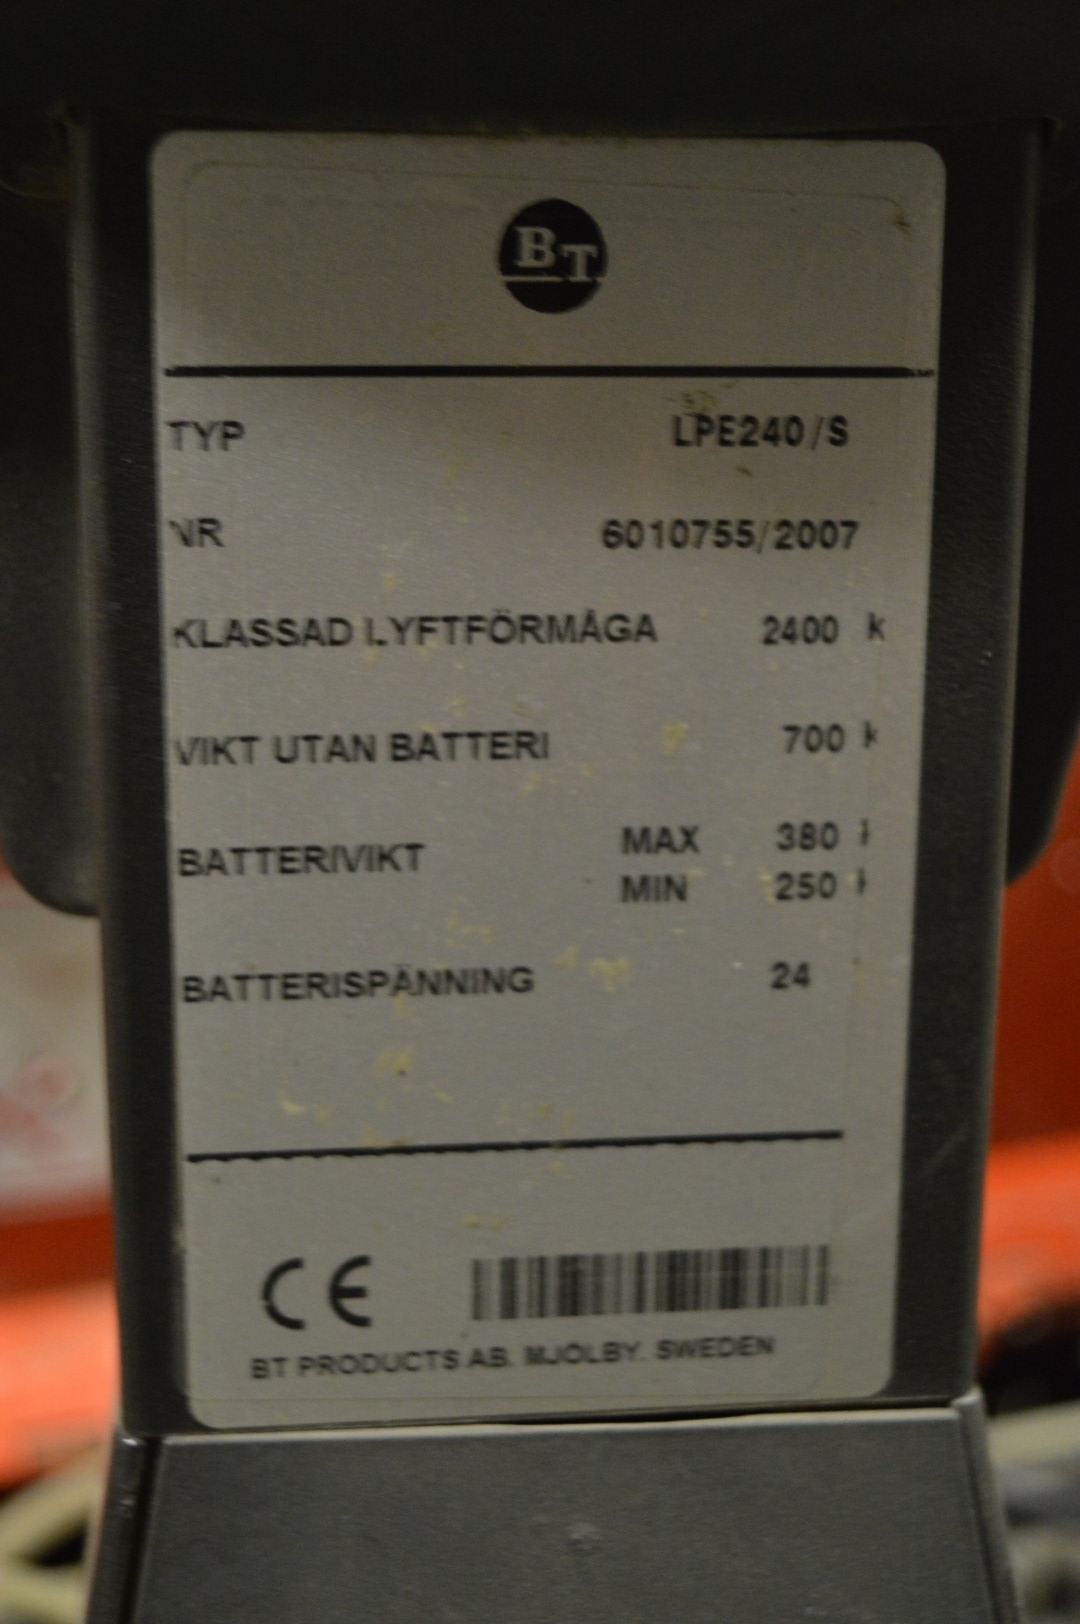 BT
TYP LPE240/S
NR 6010755/2007
KLASSAD LYFTFÖRMÅGA 2400 k
VIKT UTAN BATTERI 700 k
BATTERIVIKT MAX 380 k
MIN 250 k
BATTERISPÄNNING 24
CE
BT PRODUCTS AB. MJÖLBY. SWEDEN